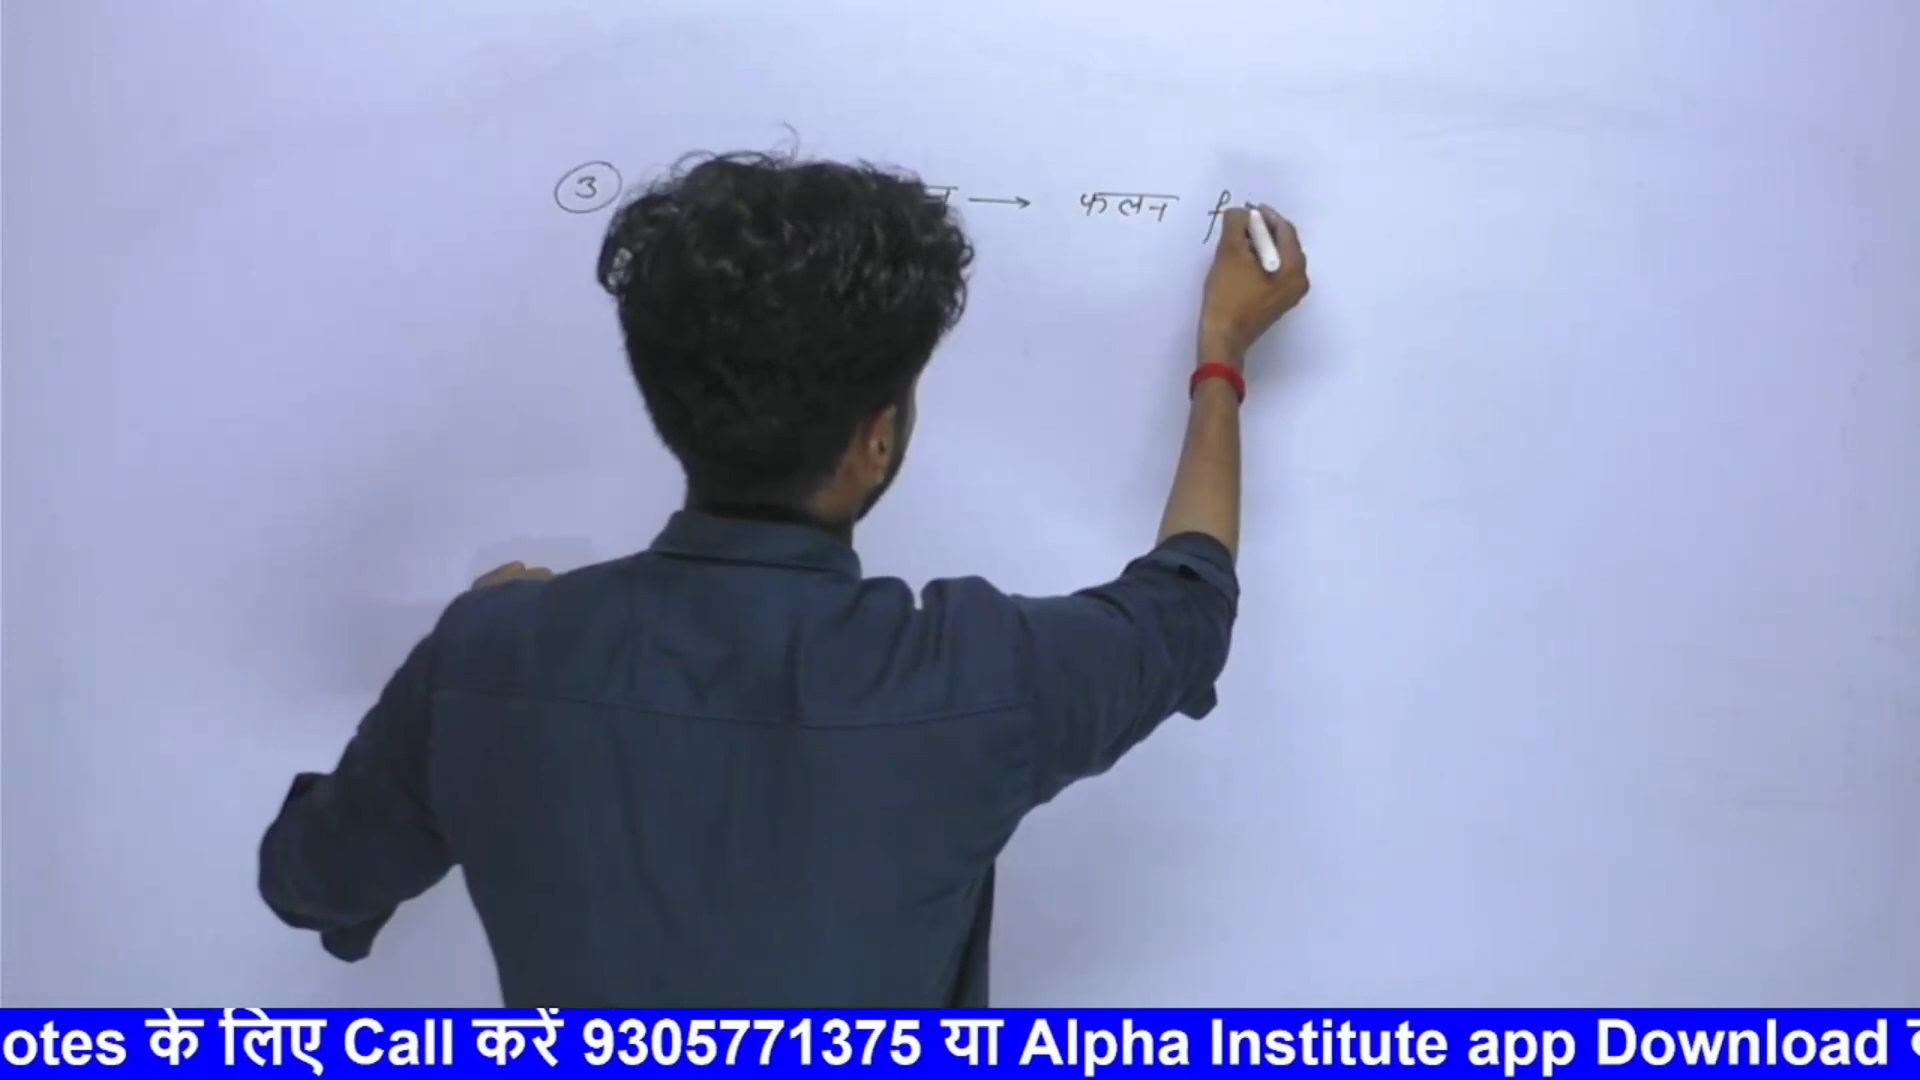 ③ → फलन f
otes के लिए Call करें 9305771375 या Alpha Institute app Download